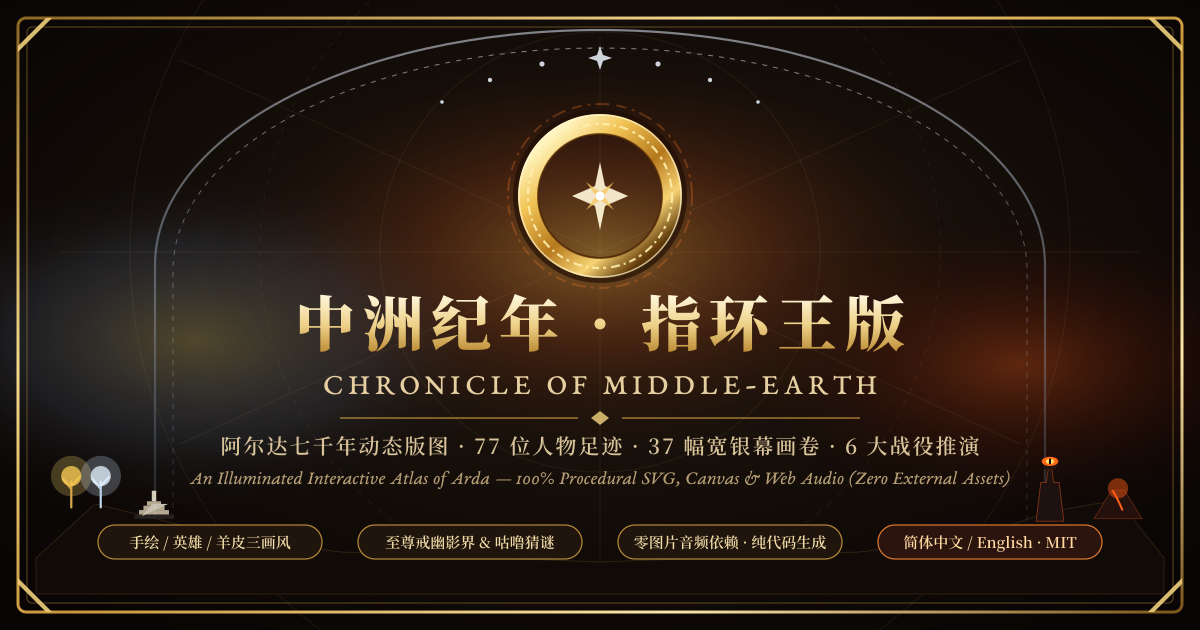 中洲纪年 · 指环王版
CHRONICLE OF MIDDLE-EARTH
阿尔达七千年动态版图 · 77 位人物足迹 · 37 幅宽银幕画卷 · 6 大战役推演
An Illuminated Interactive Atlas of Arda — 100% Procedural SVG, Canvas & Web Audio (Zero External Assets)
手绘 / 英雄 / 羊皮三画风
至尊戒幽影界 & 咕噜猜谜
零图片音频依赖 · 纯代码生成
简体中文 / English · MIT